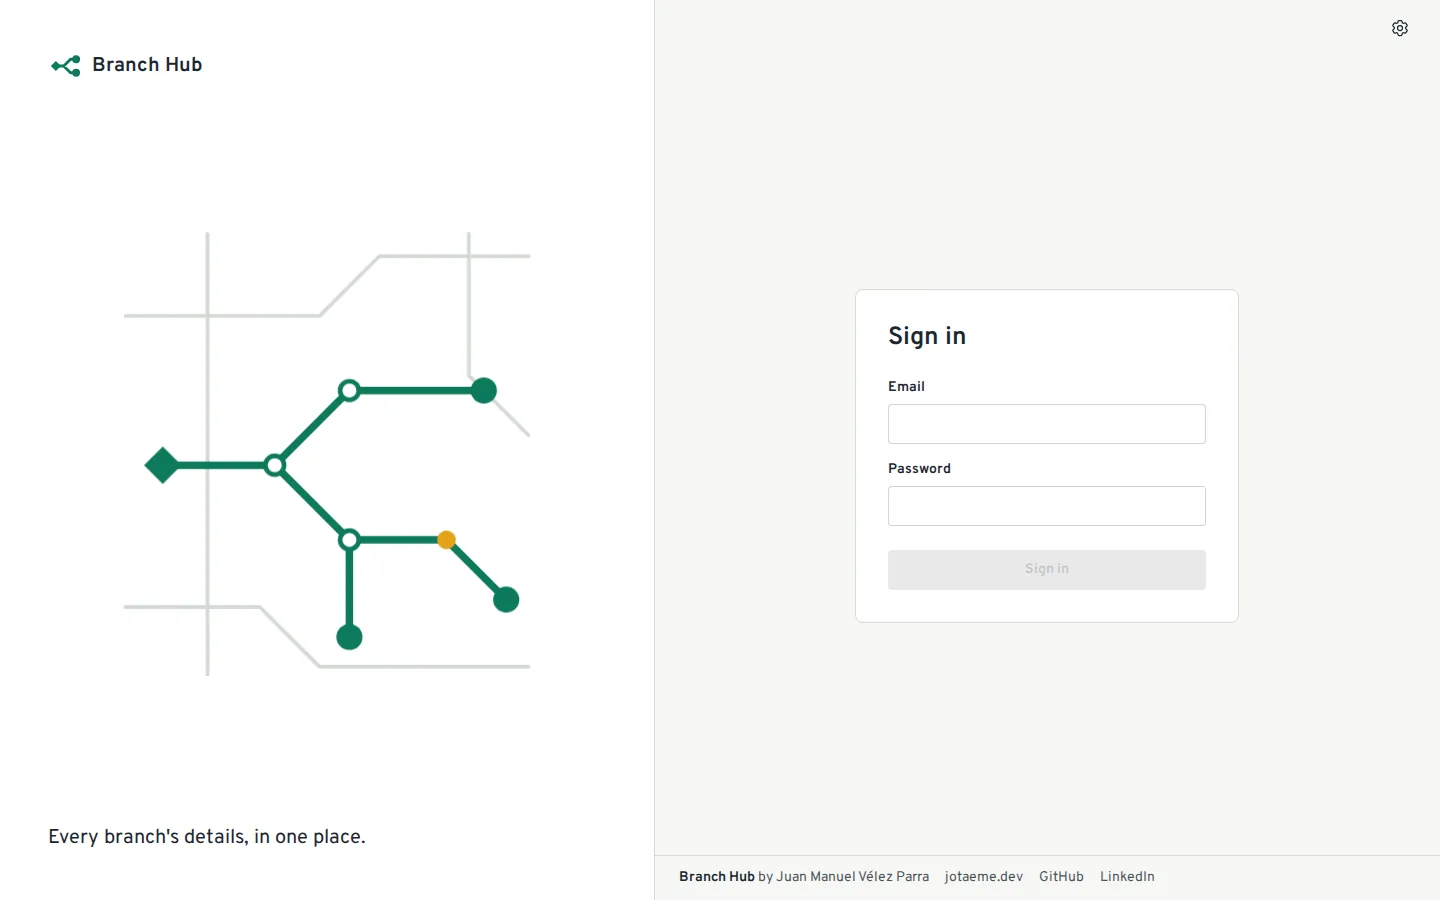 Branch Hub
Every branch's details, in one place.
Sign in
Email
Password
Sign in
Branch Hub by Juan Manuel Vélez Parra jotaeme.dev GitHub LinkedIn